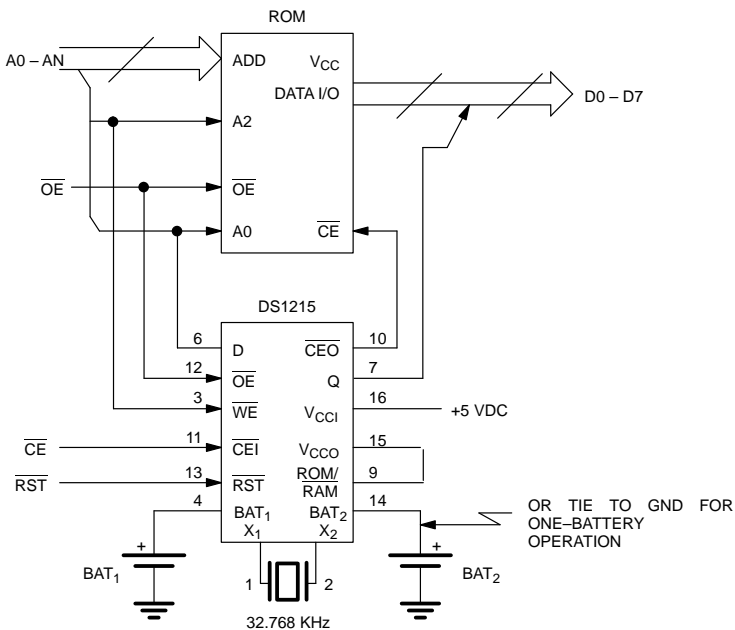 ROM
A0 – AN
ADD
VCC
DATA I/O
D0 – D7
A2
OE
OE
A0
CE
DS1215
6
D
CEO
10
12
OE
Q
7
3
WE
VCCI
16
+5 VDC
CE
11
CEI
VCCO
15
RST
13
RST
ROM/
RAM
9
4
BAT1
BAT2
14
X1
X2
OR TIE TO GND FOR
ONE–BATTERY
OPERATION
+
BAT1
1
2
+
BAT2
32.768 KHz